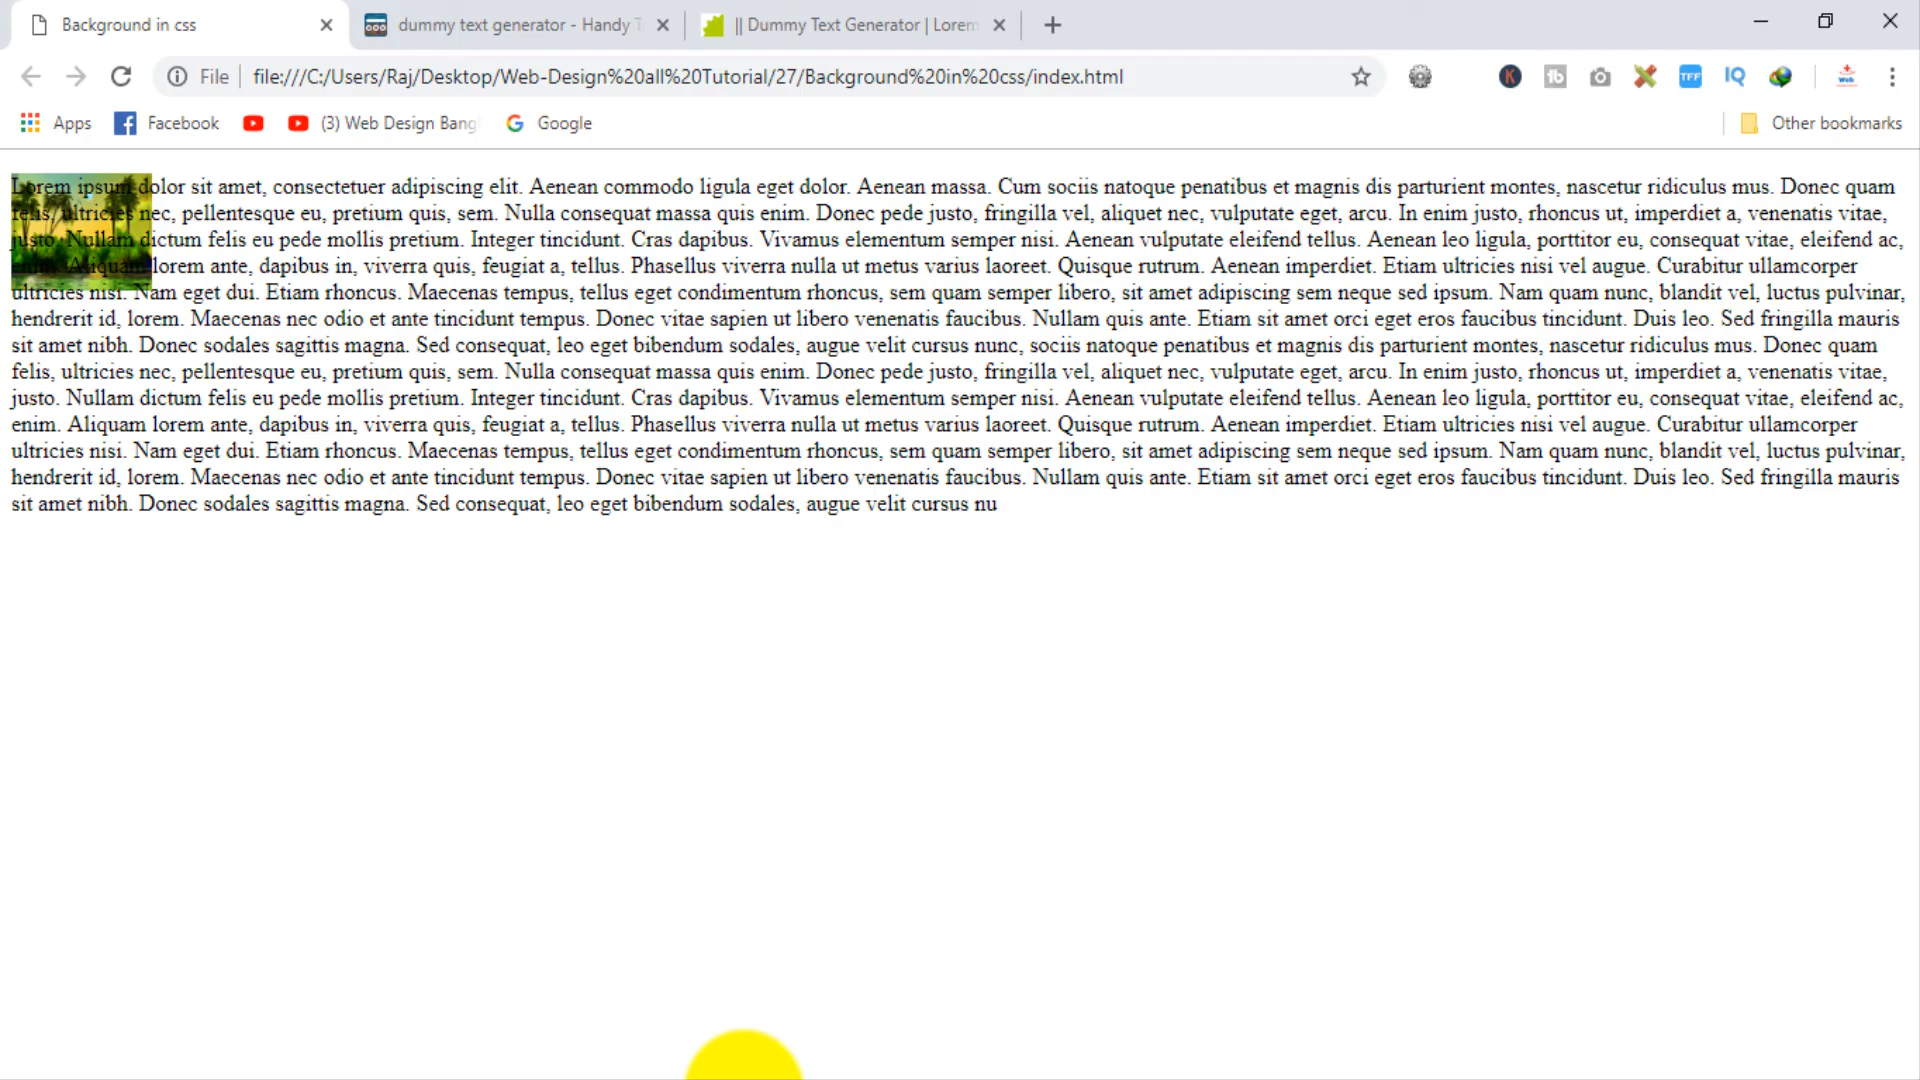 Background in css
dummy text generator - Handy T
|| Dummy Text Generator | Lorem
File
file:///C:/Users/Raj/Desktop/Web-Design%20all%20Tutorial/27/Background%20in%20css/index.html
K
tb
TFF
IQ
Web
Apps
Facebook
(3) Web Design Bang
Google
Other bookmarks
Lorem ipsum dolor sit amet, consectetuer adipiscing elit. Aenean commodo ligula eget dolor. Aenean massa. Cum sociis natoque penatibus et magnis dis parturient montes, nascetur ridiculus mus. Donec quam
felis, ultricies nec, pellentesque eu, pretium quis, sem. Nulla consequat massa quis enim. Donec pede justo, fringilla vel, aliquet nec, vulputate eget, arcu. In enim justo, rhoncus ut, imperdiet a, venenatis vitae,
justo. Nullam dictum felis eu pede mollis pretium. Integer tincidunt. Cras dapibus. Vivamus elementum semper nisi. Aenean vulputate eleifend tellus. Aenean leo ligula, porttitor eu, consequat vitae, eleifend ac,
enim. Aliquam lorem ante, dapibus in, viverra quis, feugiat a, tellus. Phasellus viverra nulla ut metus varius laoreet. Quisque rutrum. Aenean imperdiet. Etiam ultricies nisi vel augue. Curabitur ullamcorper
ultricies nisi. Nam eget dui. Etiam rhoncus. Maecenas tempus, tellus eget condimentum rhoncus, sem quam semper libero, sit amet adipiscing sem neque sed ipsum. Nam quam nunc, blandit vel, luctus pulvinar,
hendrerit id, lorem. Maecenas nec odio et ante tincidunt tempus. Donec vitae sapien ut libero venenatis faucibus. Nullam quis ante. Etiam sit amet orci eget eros faucibus tincidunt. Duis leo. Sed fringilla mauris
sit amet nibh. Donec sodales sagittis magna. Sed consequat, leo eget bibendum sodales, augue velit cursus nunc, sociis natoque penatibus et magnis dis parturient montes, nascetur ridiculus mus. Donec quam
felis, ultricies nec, pellentesque eu, pretium quis, sem. Nulla consequat massa quis enim. Donec pede justo, fringilla vel, aliquet nec, vulputate eget, arcu. In enim justo, rhoncus ut, imperdiet a, venenatis vitae,
justo. Nullam dictum felis eu pede mollis pretium. Integer tincidunt. Cras dapibus. Vivamus elementum semper nisi. Aenean vulputate eleifend tellus. Aenean leo ligula, porttitor eu, consequat vitae, eleifend ac,
enim. Aliquam lorem ante, dapibus in, viverra quis, feugiat a, tellus. Phasellus viverra nulla ut metus varius laoreet. Quisque rutrum. Aenean imperdiet. Etiam ultricies nisi vel augue. Curabitur ullamcorper
ultricies nisi. Nam eget dui. Etiam rhoncus. Maecenas tempus, tellus eget condimentum rhoncus, sem quam semper libero, sit amet adipiscing sem neque sed ipsum. Nam quam nunc, blandit vel, luctus pulvinar,
hendrerit id, lorem. Maecenas nec odio et ante tincidunt tempus. Donec vitae sapien ut libero venenatis faucibus. Nullam quis ante. Etiam sit amet orci eget eros faucibus tincidunt. Duis leo. Sed fringilla mauris
sit amet nibh. Donec sodales sagittis magna. Sed consequat, leo eget bibendum sodales, augue velit cursus nu